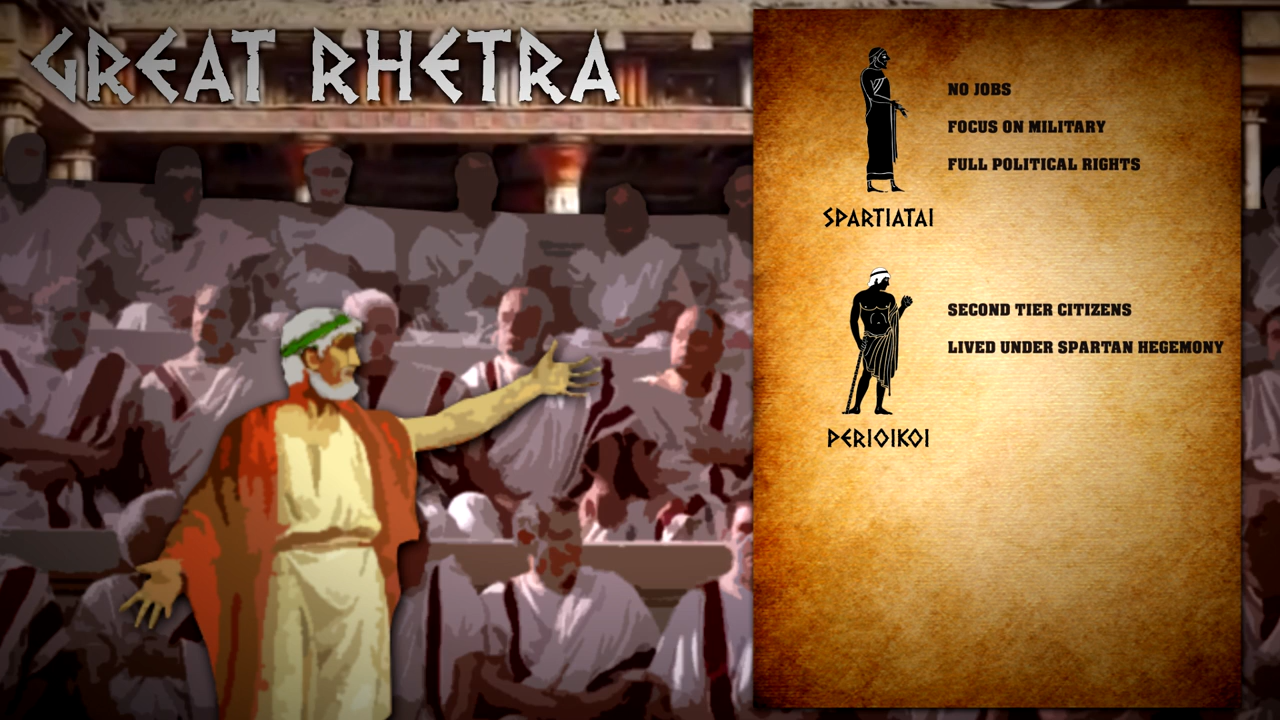 GREAT RHETRA
NO JOBS
FOCUS ON MILITARY
FULL POLITICAL RIGHTS
SPARTIATAI
SECOND TIER CITIZENS
LIVED UNDER SPARTAN HEGEMONY
PERIOIKOI